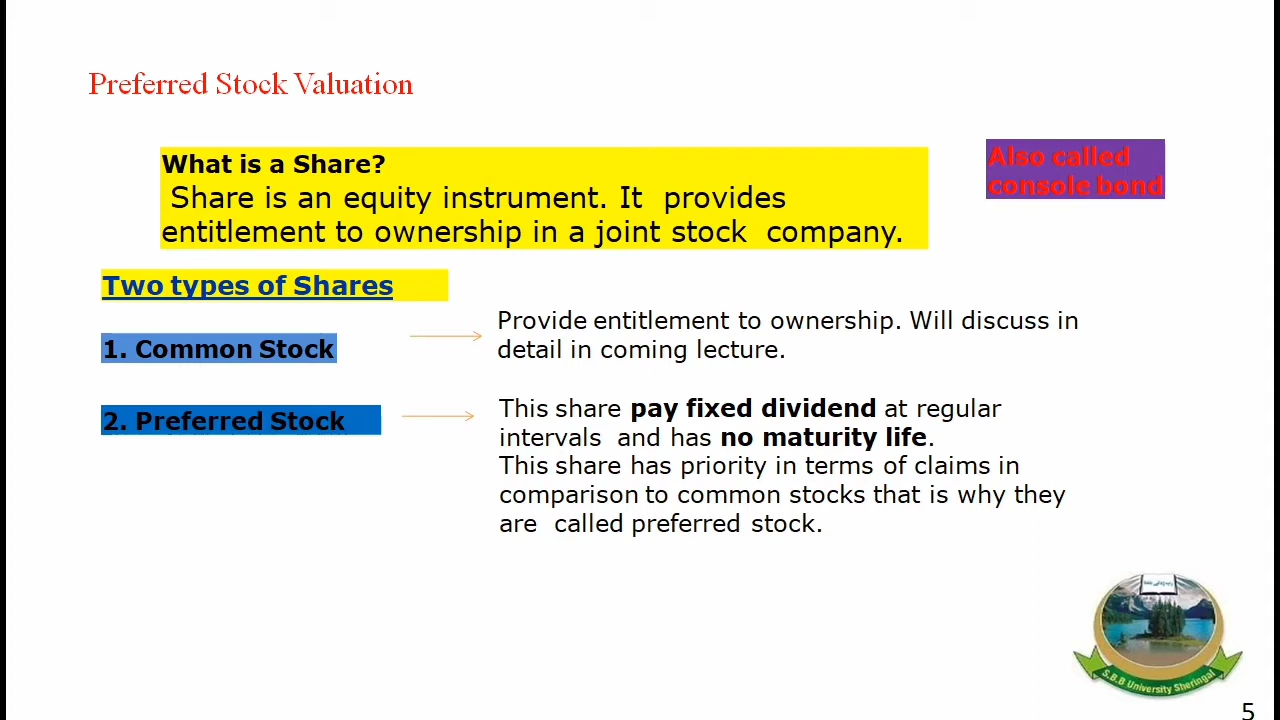 Preferred Stock Valuation
What is a Share?
Share is an equity instrument. It provides
entitlement to ownership in a joint stock company.
Also called
console bond
Two types of Shares
1. Common Stock
Provide entitlement to ownership. Will discuss in
detail in coming lecture.
2. Preferred Stock
This share pay fixed dividend at regular
intervals and has no maturity life.
This share has priority in terms of claims in
comparison to common stocks that is why they
are called preferred stock.
S.B.B University Sheringal
5